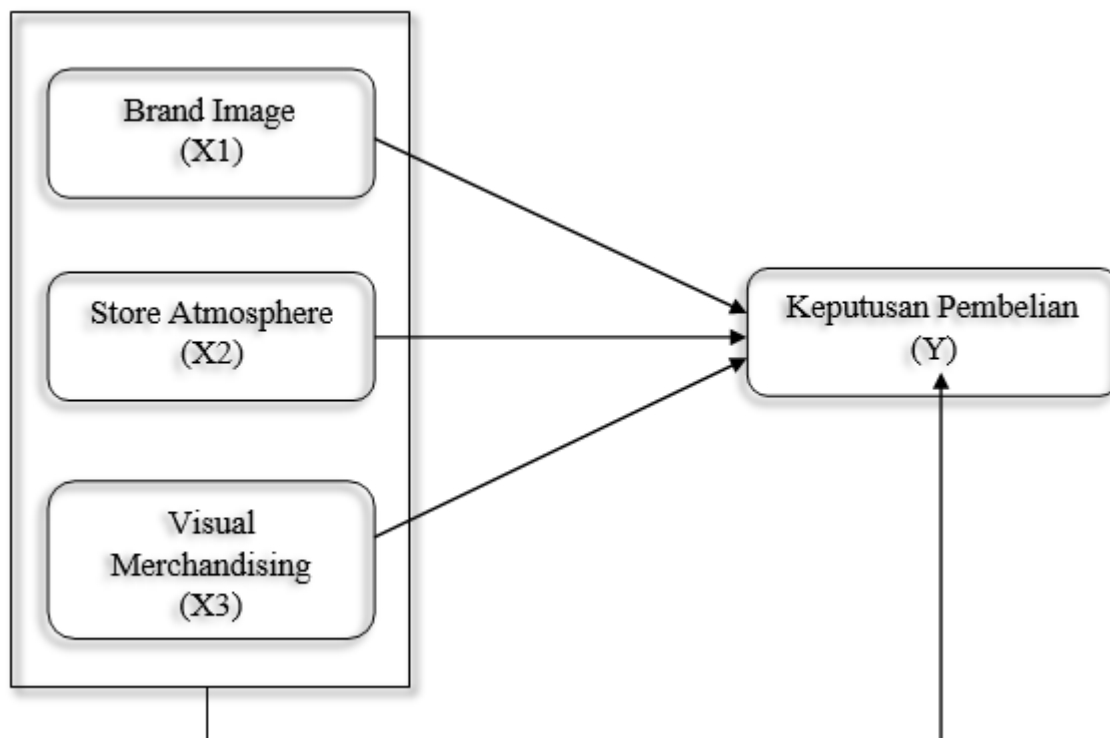 Brand Image
(X1)
Store Atmosphere
(X2)
Visual
Merchandising
(X3)
Keputusan Pembelian
(Y)